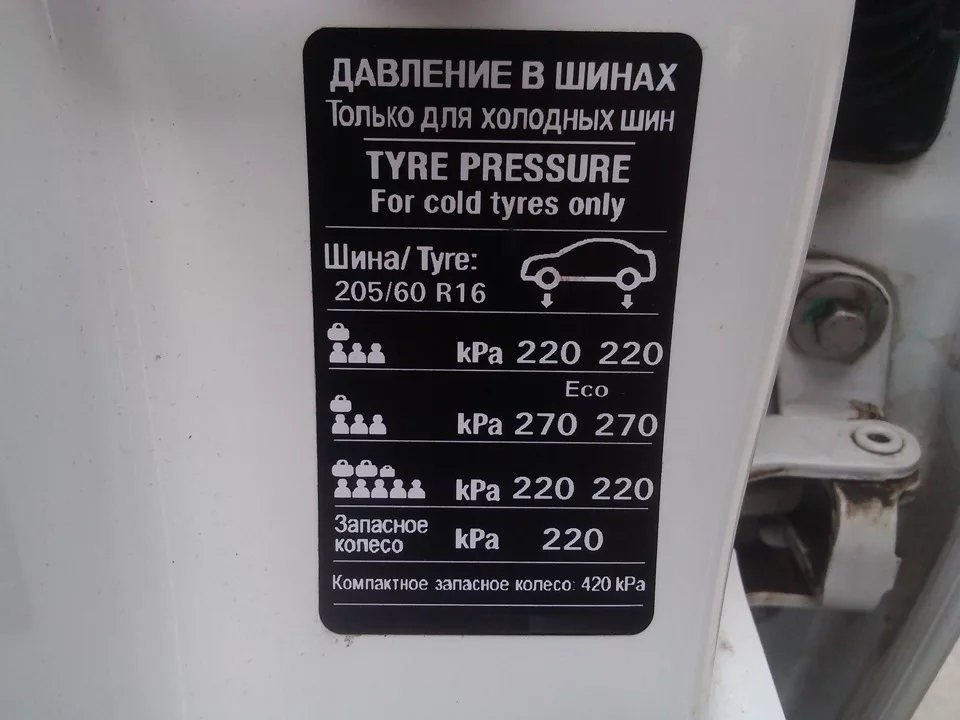 ДАВЛЕНИЕ В ШИНАХ
Только для холодных шин
TYRE PRESSURE
For cold tyres only
Шина/ Tyre:
205/60 R16
kPa 220 220
Eco
kPa 270 270
kPa 220 220
Запасное
колесо kPa 220
Компактное запасное колесо: 420 kPa